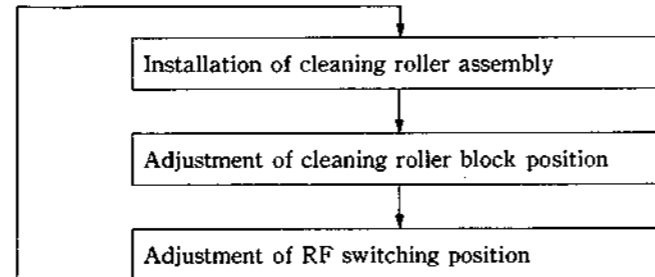 Installation of cleaning roller assembly
Adjustment of cleaning roller block position
Adjustment of RF switching position